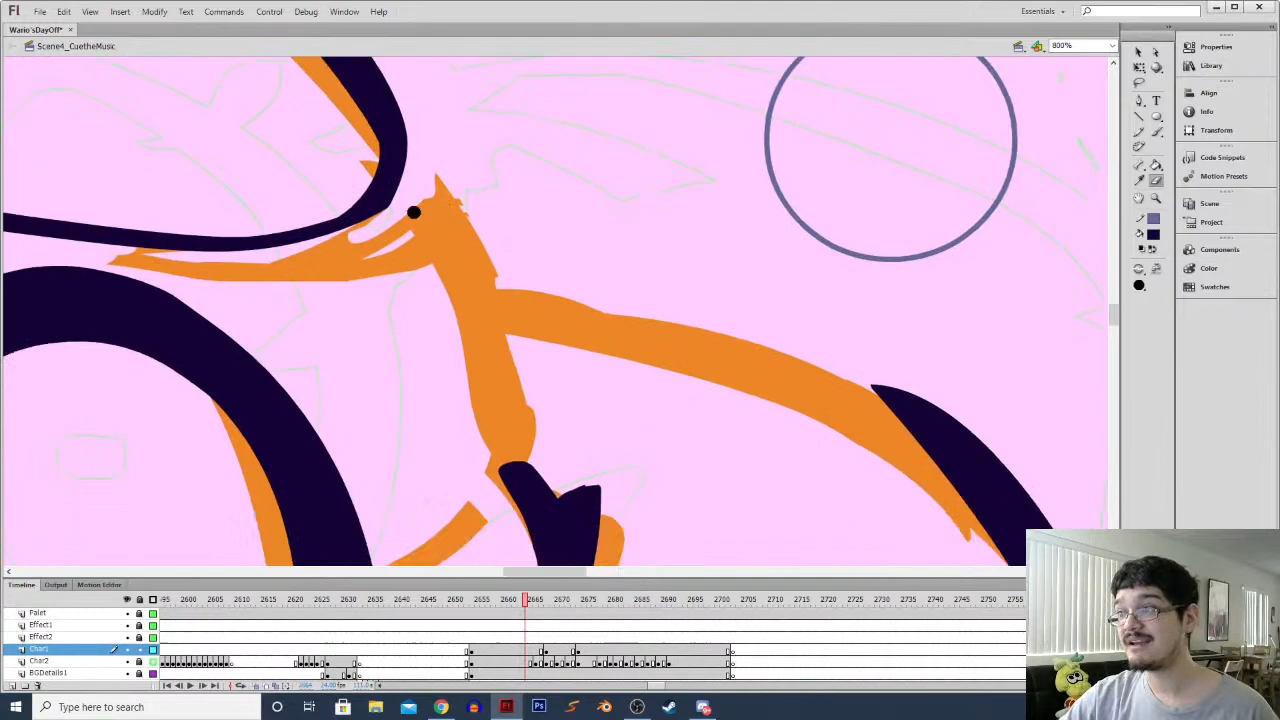 Fl File Edit View Insert Modify Text Commands Control Debug Window Help Essentials
Wario'sDayOff*
Scene4_CuetheMusic 800%
Properties
Library
Align
Info
Transform
Code Snippets
Motion Presets
Scene
Project
Components
Color
Swatches
Timeline Output Motion Editor
2600 2605 2610 2615 2620 2625 2630 2635 2640 2645 2650 2655 2660 2665 2670 2675 2680 2685 2690 2695 2700 2705 2710 2715 2720 2725 2730 2735 2740 2745 2750 2755
Palet
Effect1
Effect2
Char1
Char2
BGDetails1
2664 24.00 fps
Type here to search